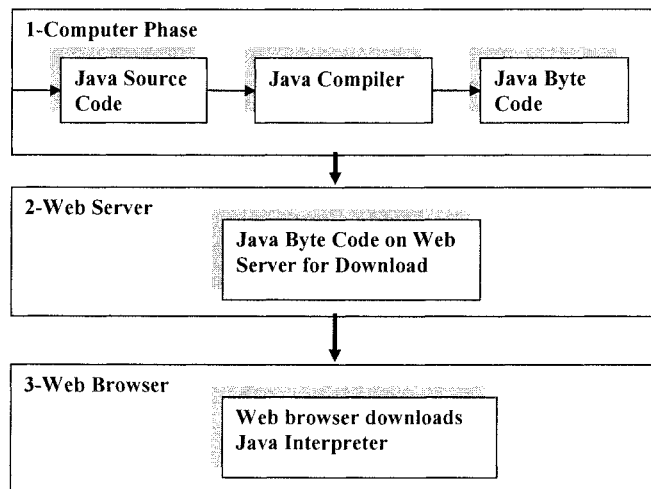 1-Computer Phase
Java Source
Code
Java Compiler
Java Byte
Code
2-Web Server
Java Byte Code on Web
Server for Download
3-Web Browser
Web browser downloads
Java Interpreter